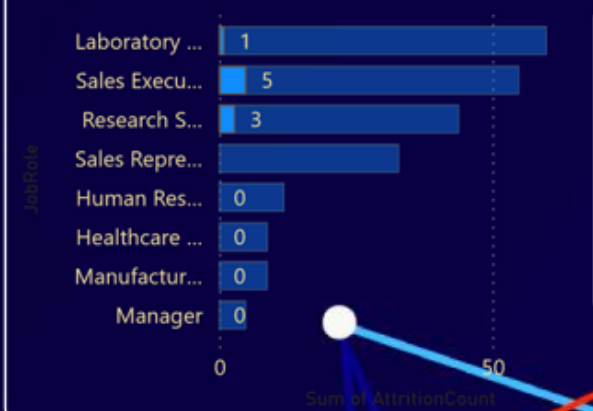 Laboratory ... 1
Sales Execu... 5
Research S... 3
Sales Repre...
Human Res... 0
Healthcare ... 0
Manufactur... 0
Manager 0
JobRole
0 50
Sum of AttritionCount